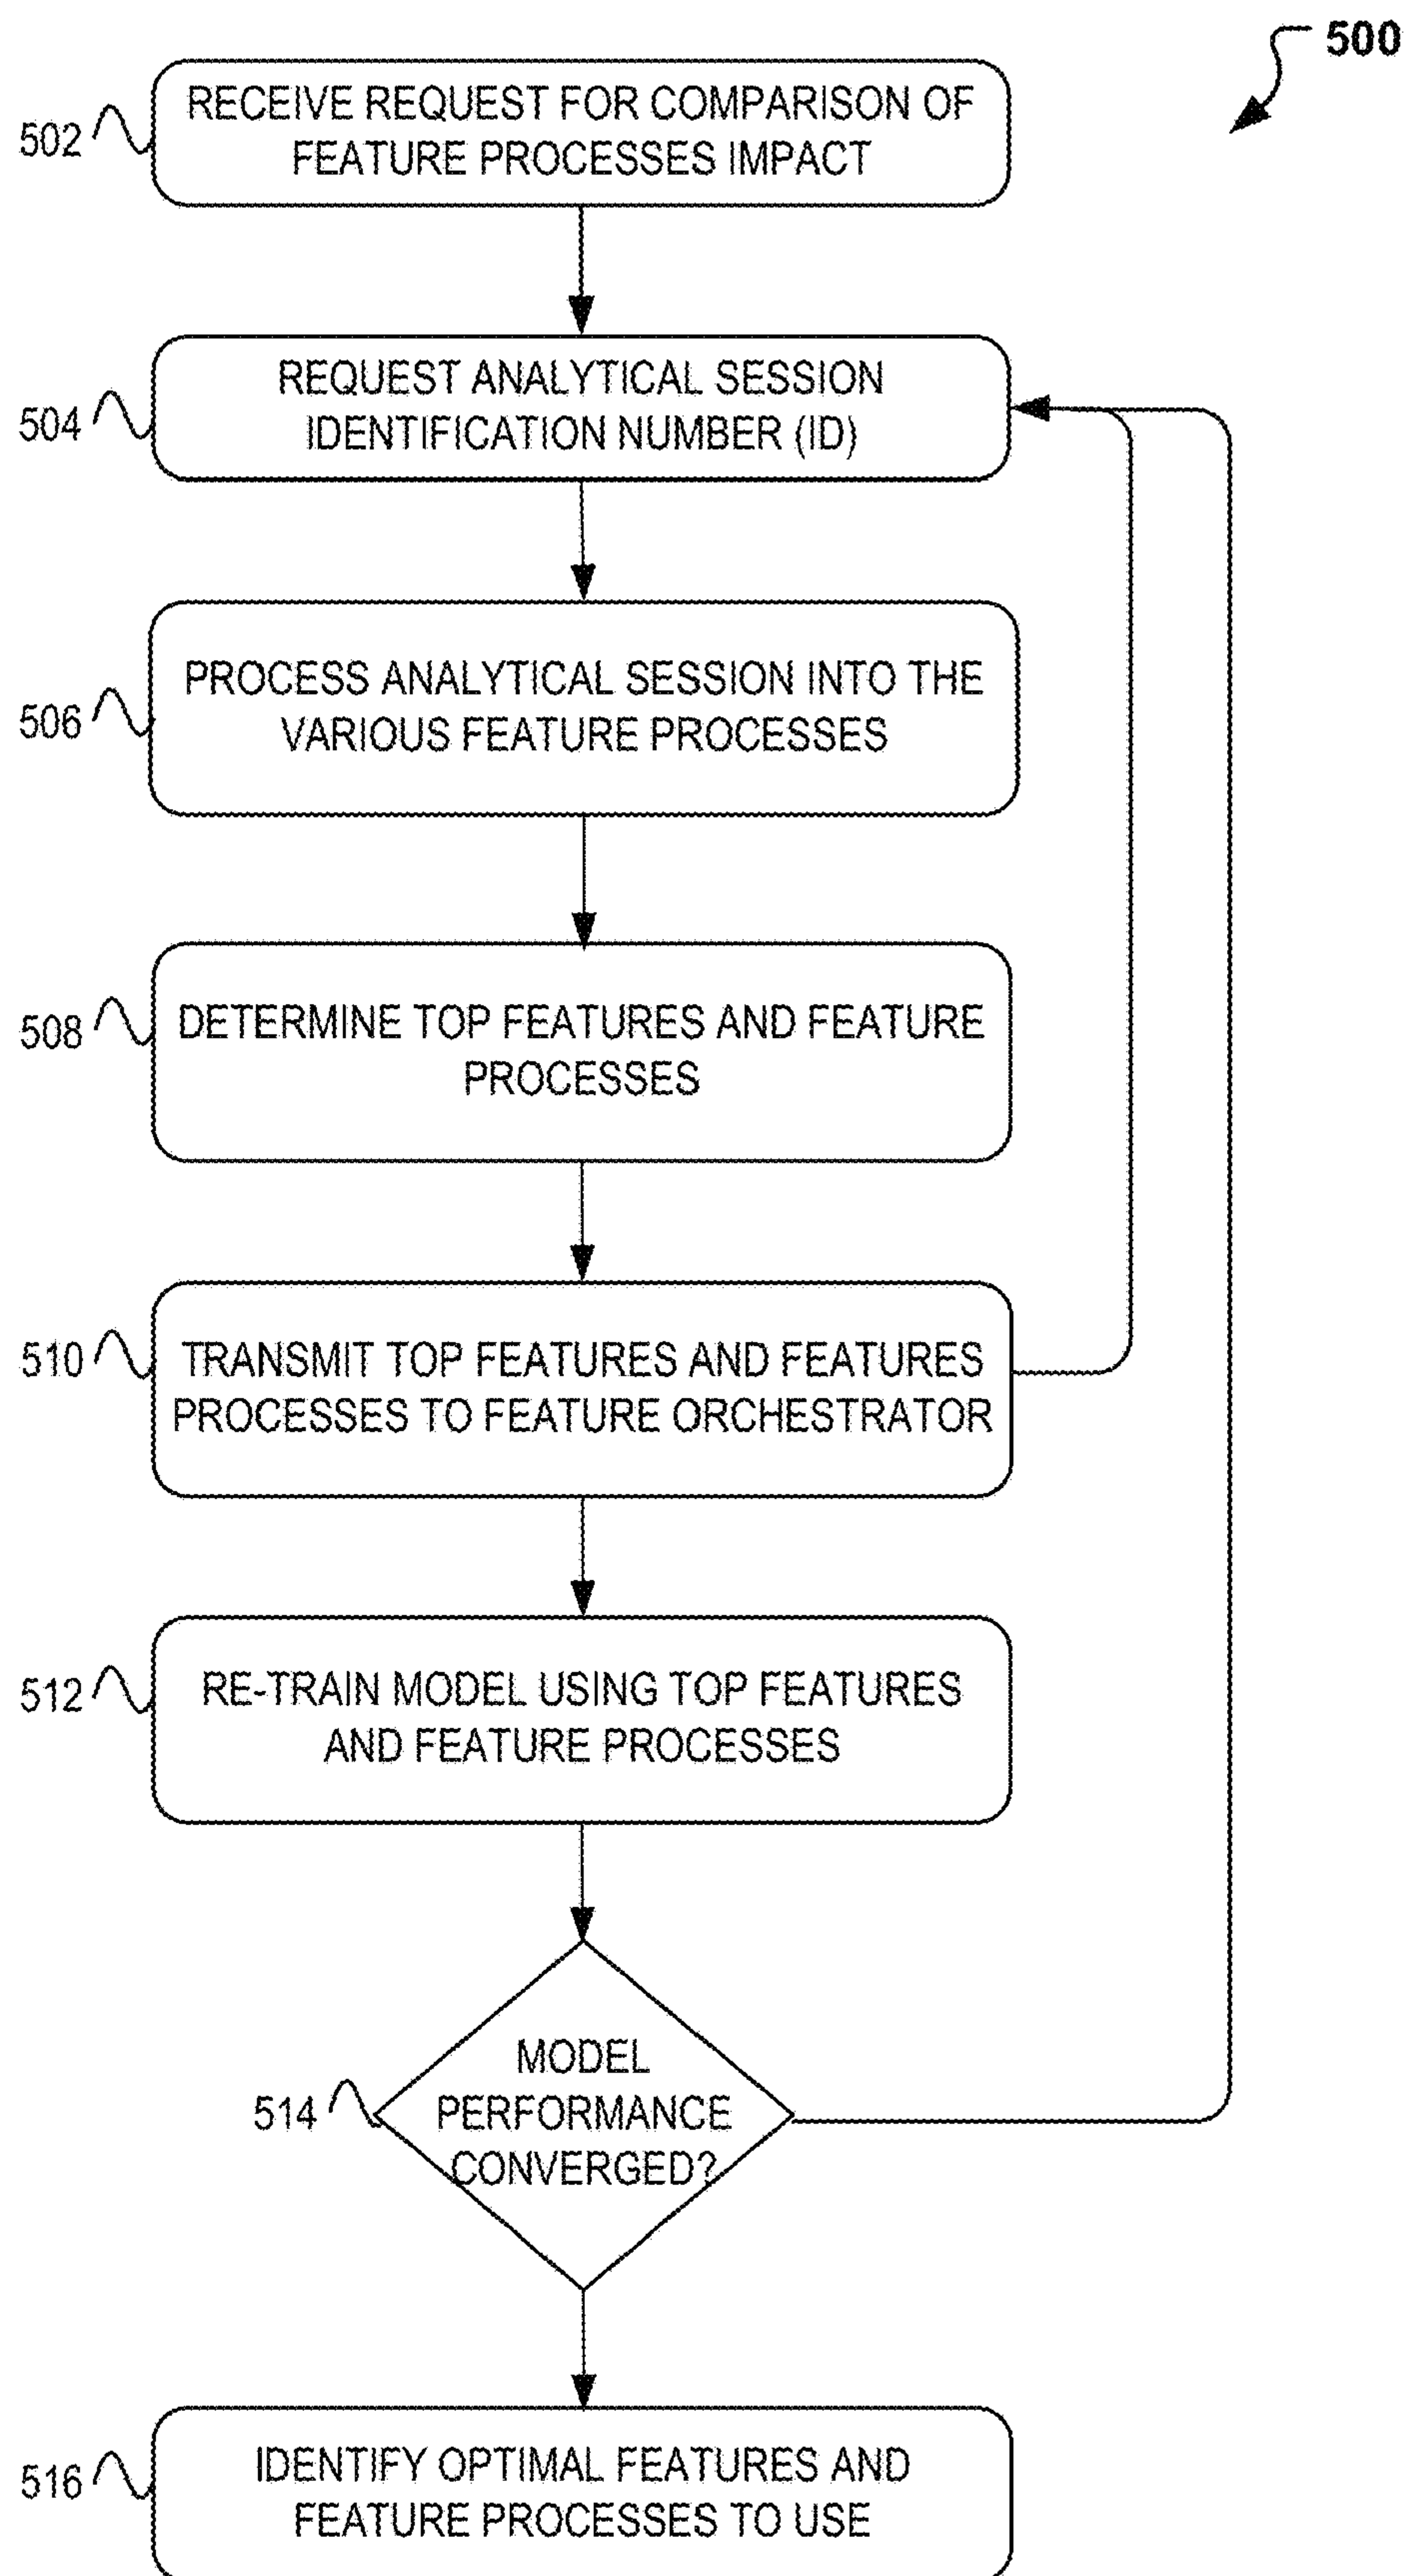 500
502
RECEIVE REQUEST FOR COMPARISON OF
FEATURE PROCESSES IMPACT
504
REQUEST ANALYTICAL SESSION
IDENTIFICATION NUMBER (ID)
506
PROCESS ANALYTICAL SESSION INTO THE
VARIOUS FEATURE PROCESSES
508
DETERMINE TOP FEATURES AND FEATURE
PROCESSES
510
TRANSMIT TOP FEATURES AND FEATURES
PROCESSES TO FEATURE ORCHESTRATOR
512
RE-TRAIN MODEL USING TOP FEATURES
AND FEATURE PROCESSES
514
MODEL
PERFORMANCE
CONVERGED?
516
IDENTIFY OPTIMAL FEATURES AND
FEATURE PROCESSES TO USE